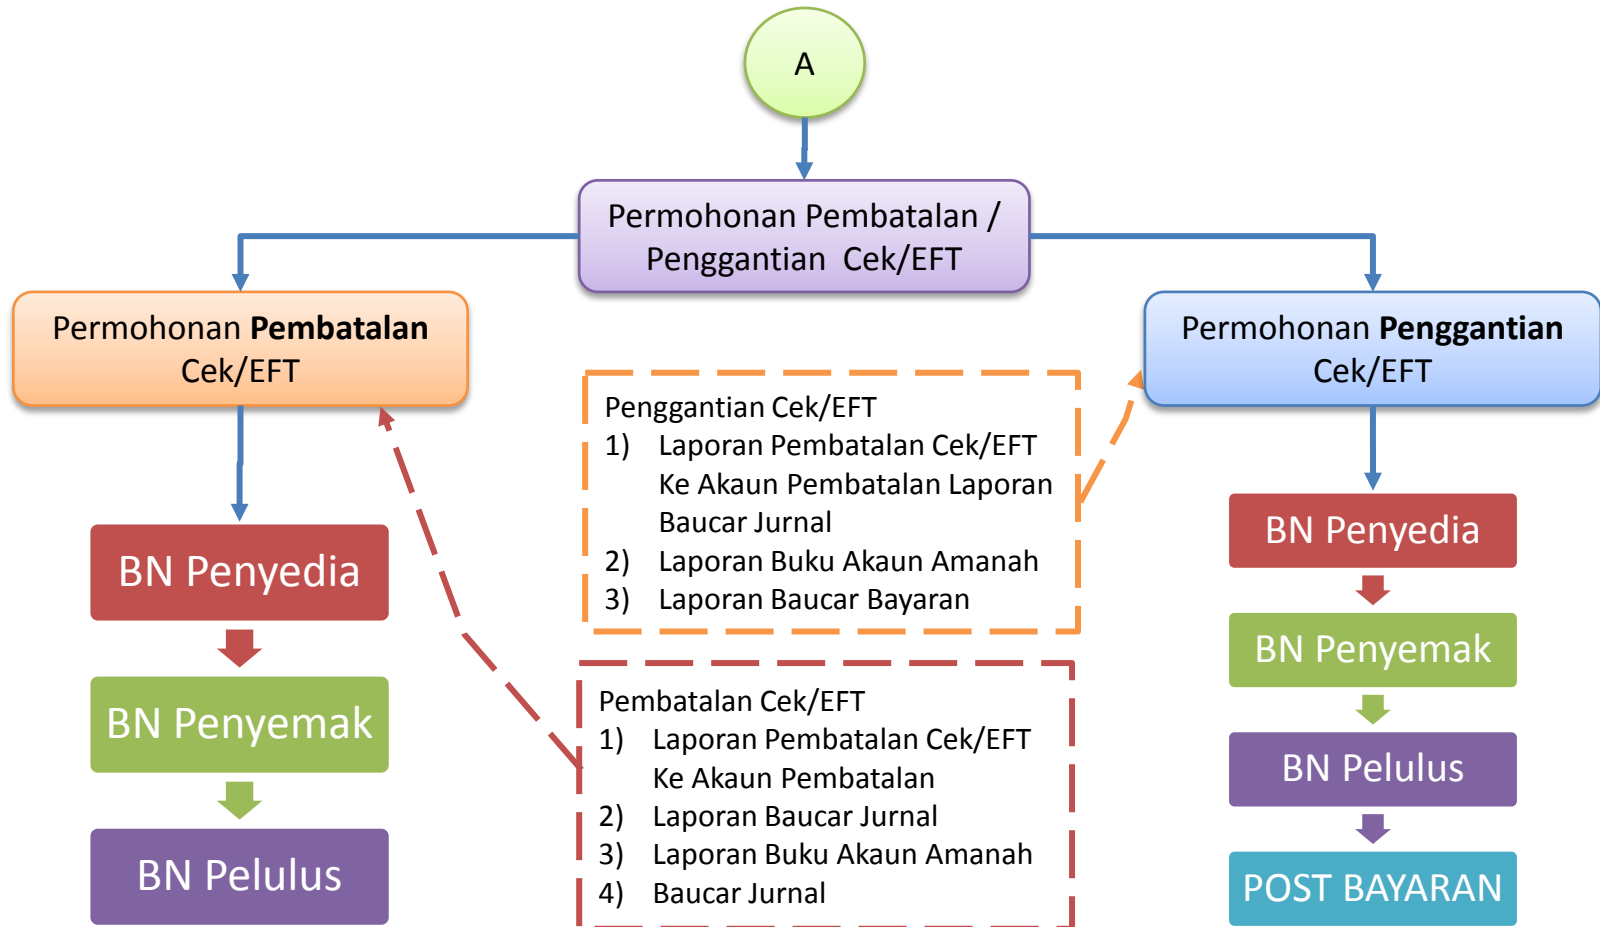 A
Permohonan Pembatalan /
Penggantian Cek/EFT
Permohonan Pembatalan
Cek/EFT
Permohonan Penggantian
Cek/EFT
Penggantian Cek/EFT
1) Laporan Pembatalan Cek/EFT
Ke Akaun Pembatalan Laporan
Baucar Jurnal
2) Laporan Buku Akaun Amanah
3) Laporan Baucar Bayaran
Pembatalan Cek/EFT
1) Laporan Pembatalan Cek/EFT
Ke Akaun Pembatalan
2) Laporan Baucar Jurnal
3) Laporan Buku Akaun Amanah
4) Baucar Jurnal
BN Penyedia
BN Penyemak
BN Pelulus
BN Penyedia
BN Penyemak
BN Pelulus
POST BAYARAN